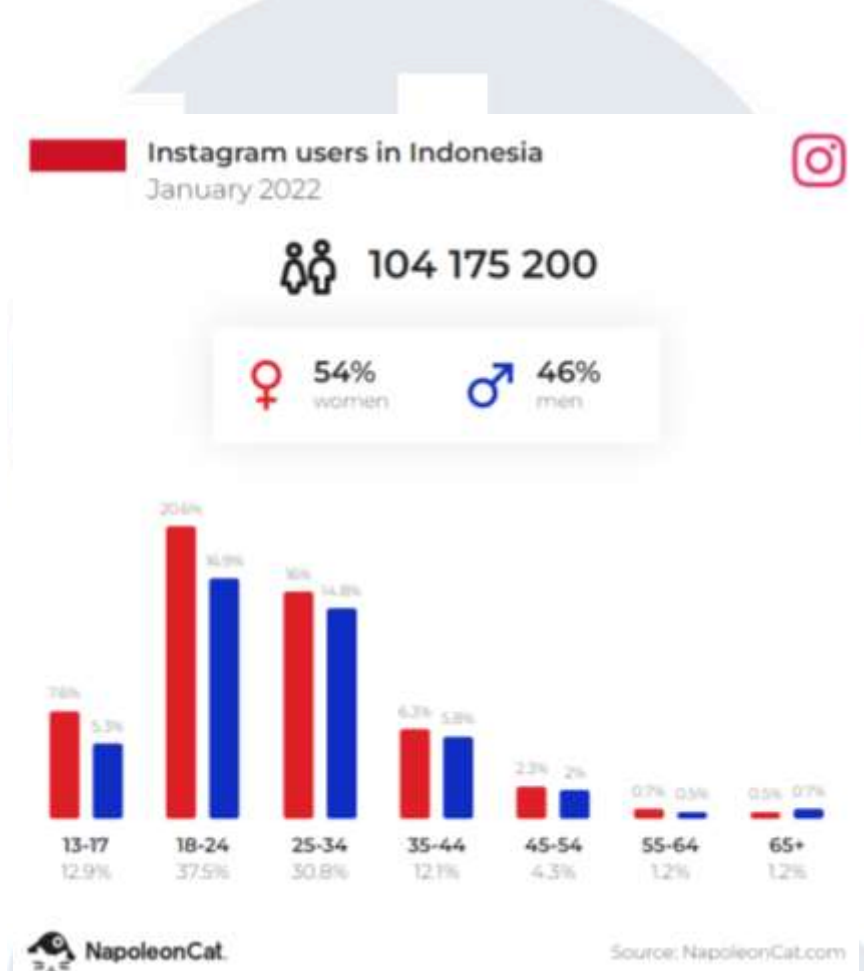 Instagram users in Indonesia
January 2022
104 175 200
54%
women
46%
men
7.6% 5.3%
20.6% 16.9%
16% 14.8%
6.3% 5.8%
2.3% 2%
0.7% 0.5%
0.5% 0.7%
13-17 18-24 25-34 35-44 45-54 55-64 65+
12.9% 37.5% 30.8% 12.1% 4.3% 1.2% 1.2%
NapoleonCat.
Source: NapoleonCat.com